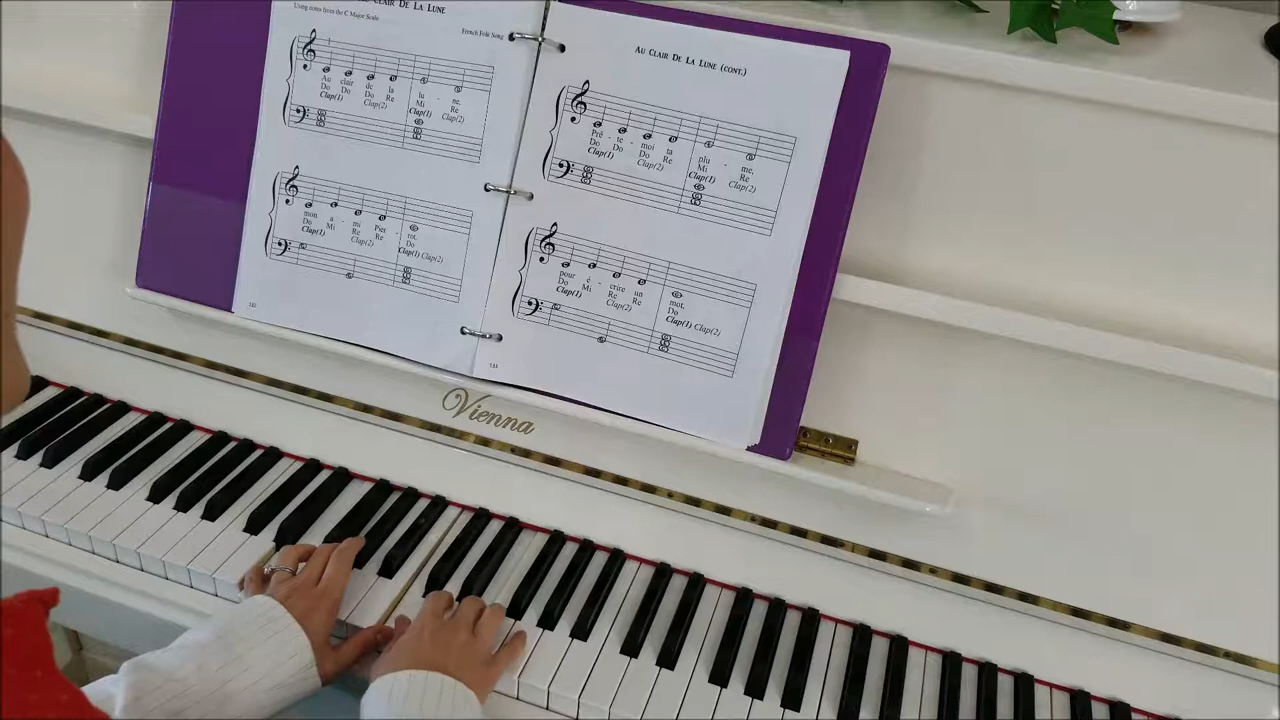 CLAIR DE LA LUNE
Using notes from the C Major Scale
French Folk Song
Au clair de la lu - ne,
Do Do Do Re Mi Re
Clap(1) Clap(2) Clap(1) Clap(2)
mon a - mi Pier - rot.
Do Mi Re Re Do
Clap(1) Clap(2) Clap(1) Clap(2)
132
AU CLAIR DE LA LUNE (CONT.)
Prê - te - moi ta plu - me,
Do Do Do Re Mi Re
Clap(1) Clap(2) Clap(1) Clap(2)
pour é - crire un mot,
Do Mi Re Re Do
Clap(1) Clap(2) Clap(1) Clap(2)
133
Vienna